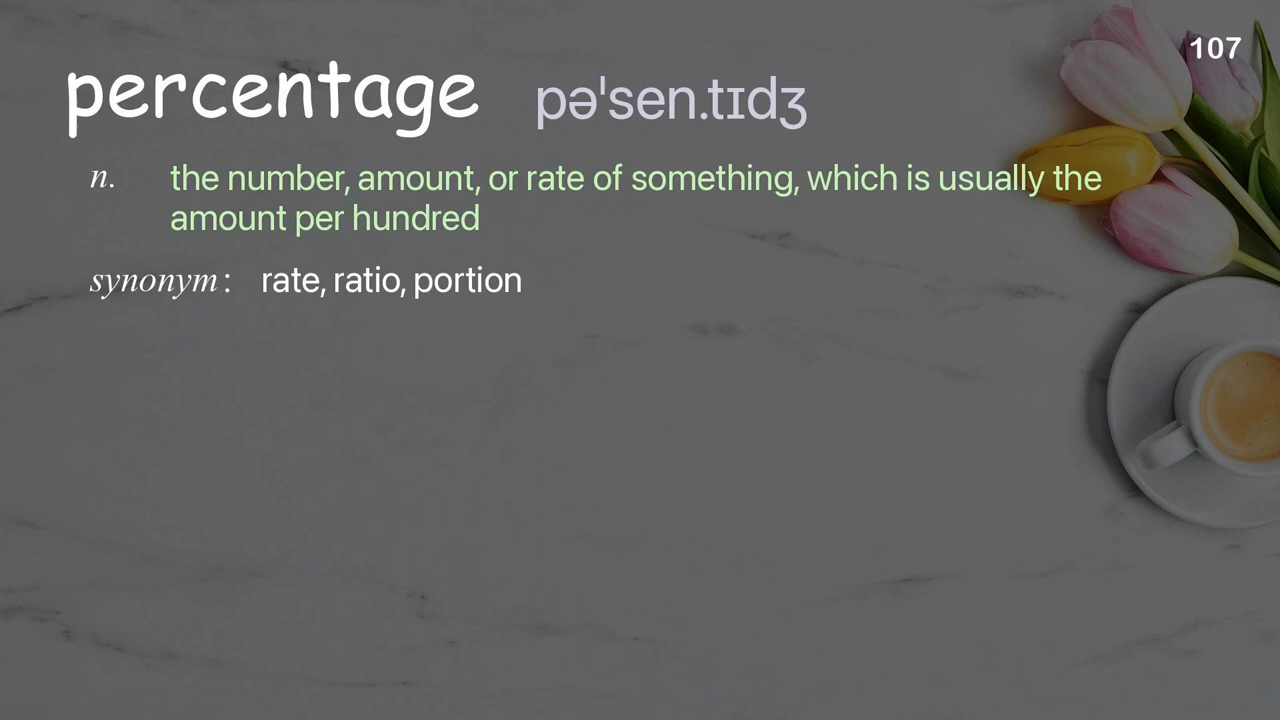 107
percentage pəˈsen.tɪdʒ
n. the number, amount, or rate of something, which is usually the
amount per hundred
synonym: rate, ratio, portion